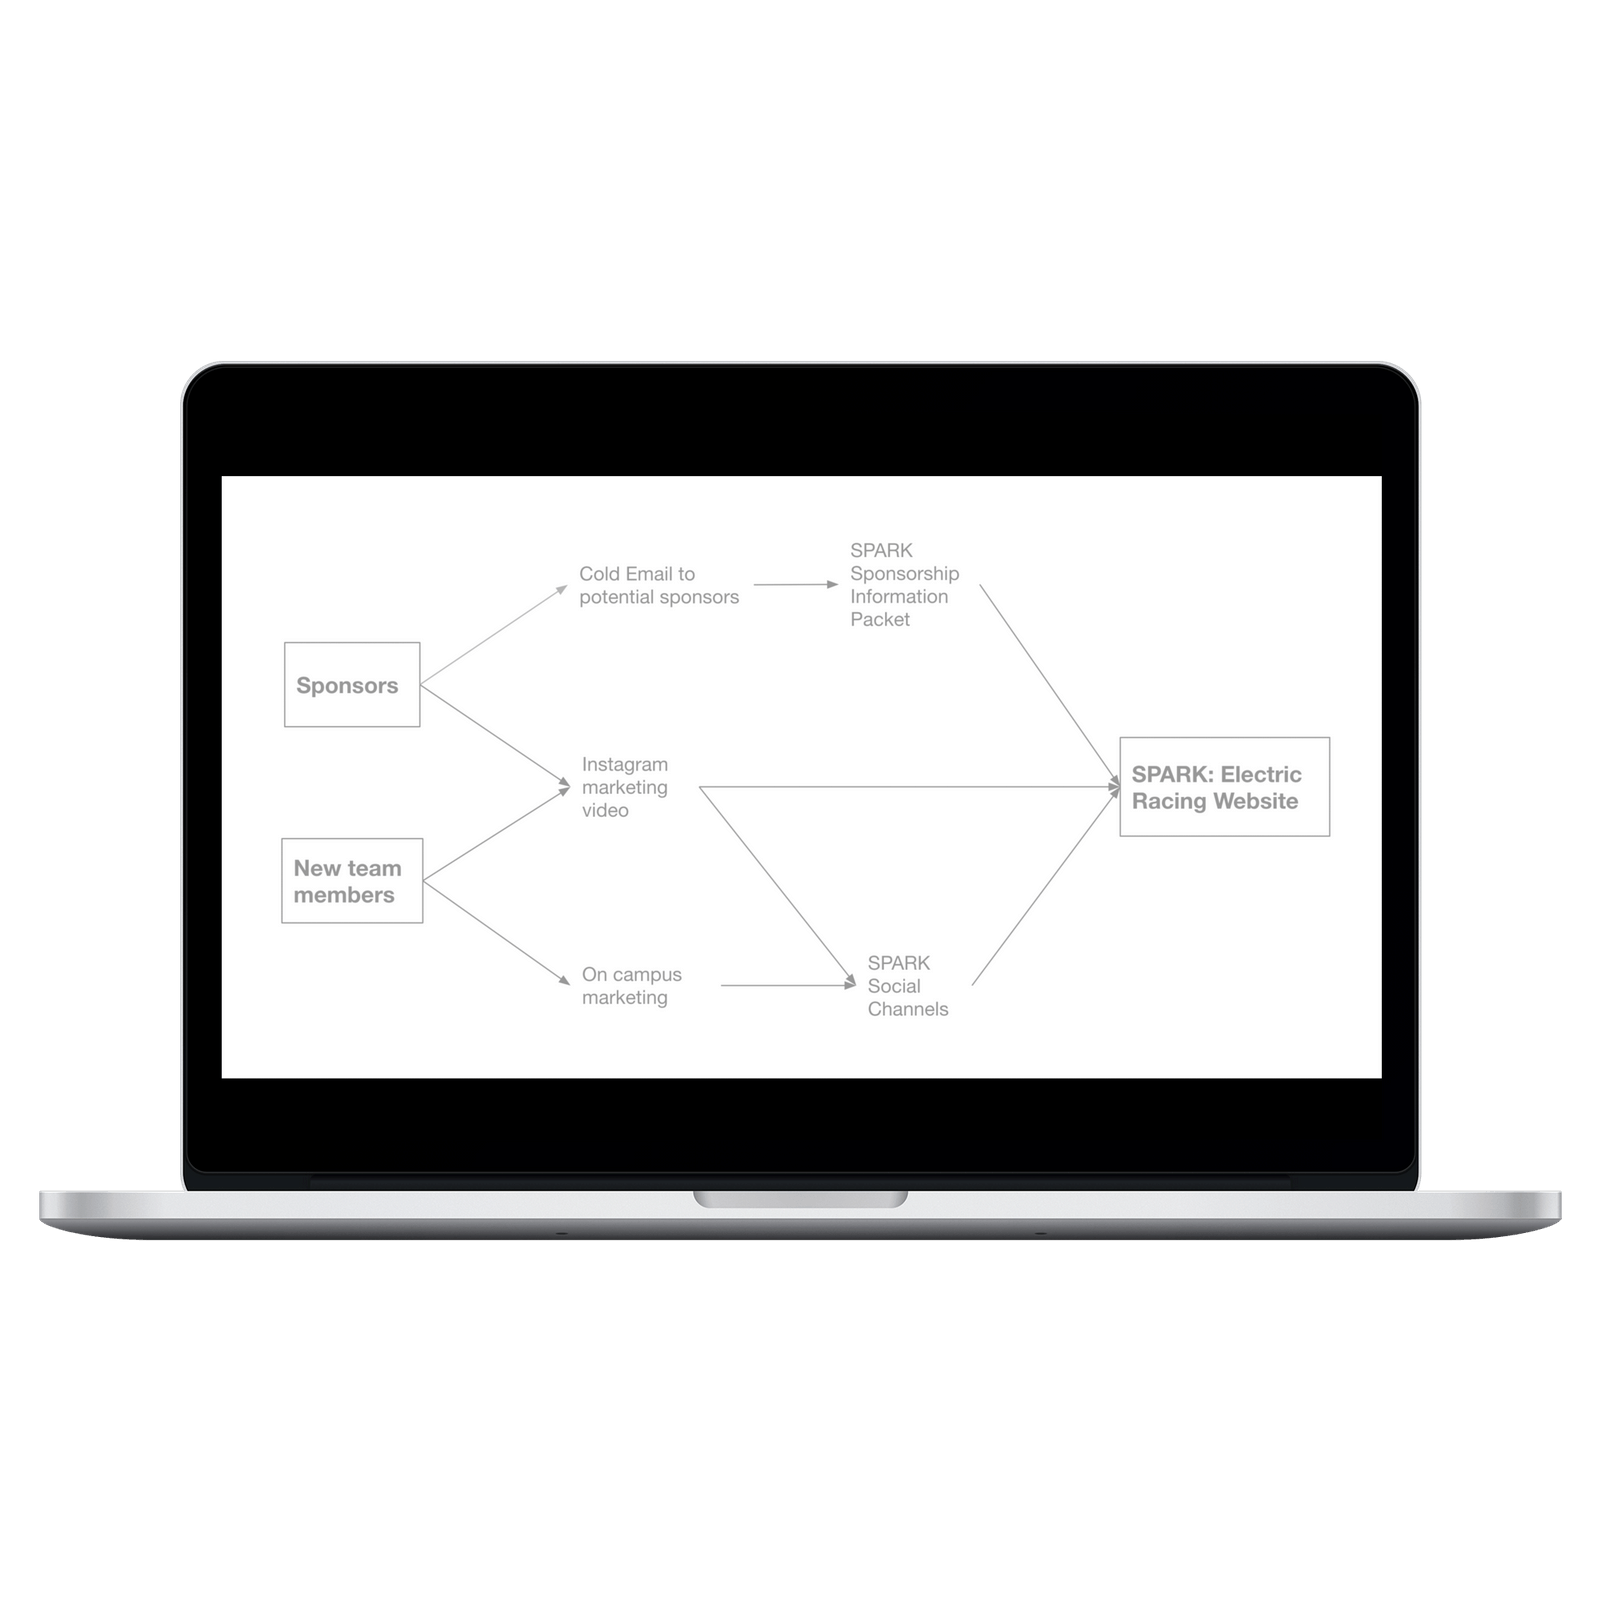 Cold Email to
potential sponsors
SPARK
Sponsorship
Information
Packet
Sponsors
Instagram
marketing
video
SPARK: Electric
Racing Website
New team
members
On campus
marketing
SPARK
Social
Channels